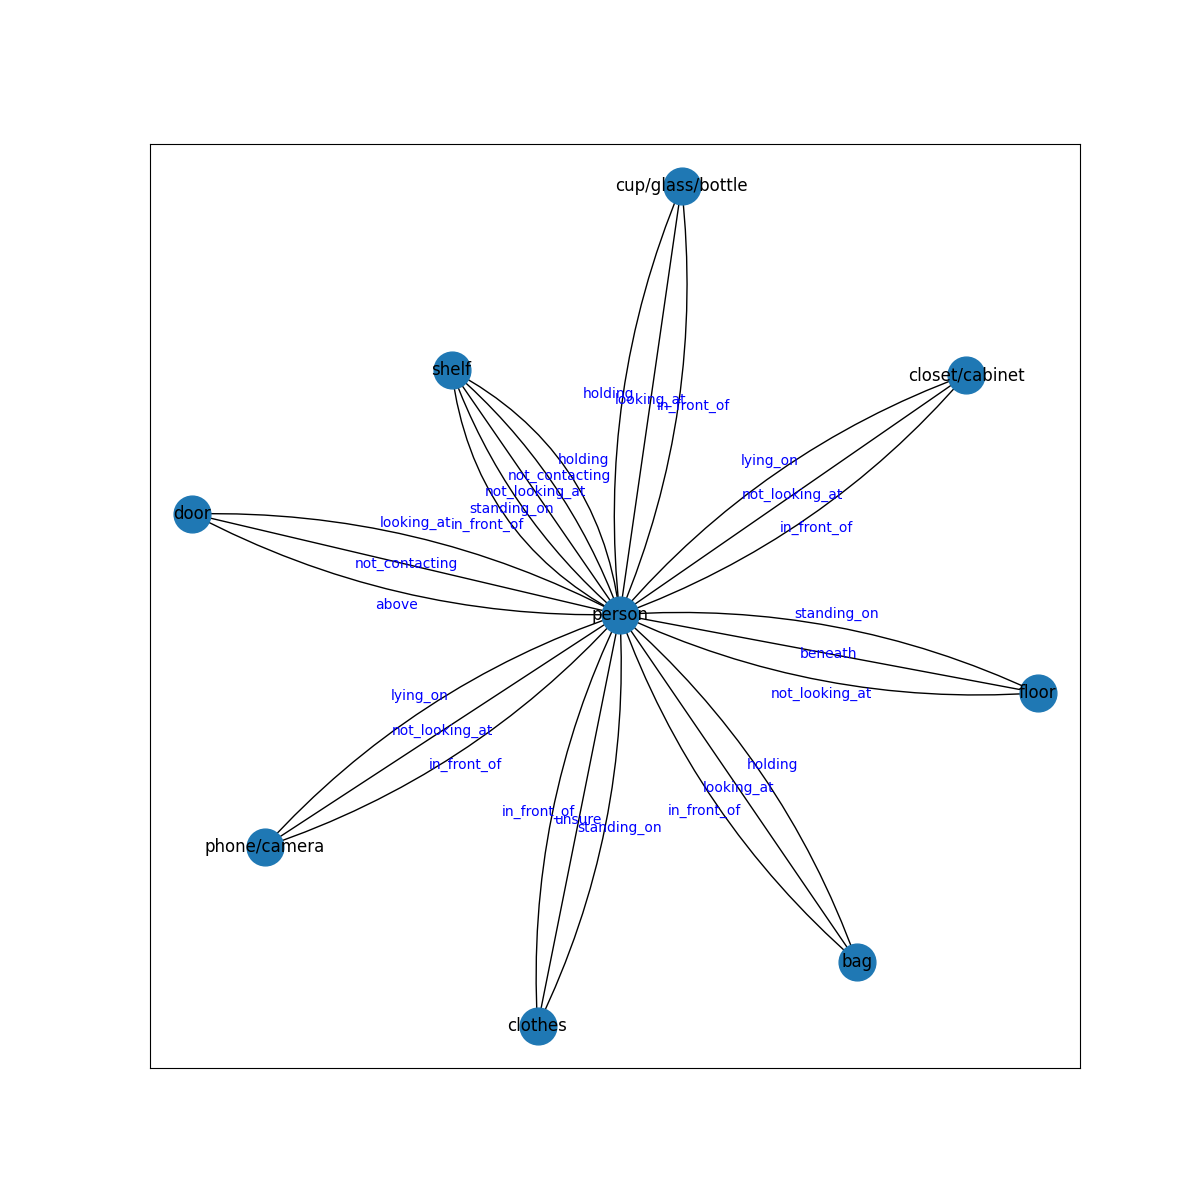 cup/glass/bottle
shelf
closet/cabinet
holding
looking_at
in_front_of
holding
lying_on
not_contacting
not_looking_at
not_looking_at
standing_on
door
looking_at
in_front_of
in_front_of
not_contacting
above
person
standing_on
beneath
floor
not_looking_at
lying_on
not_looking_at
in_front_of
holding
looking_at
in_front_of
in_front_of
unsure
standing_on
phone/camera
bag
clothes